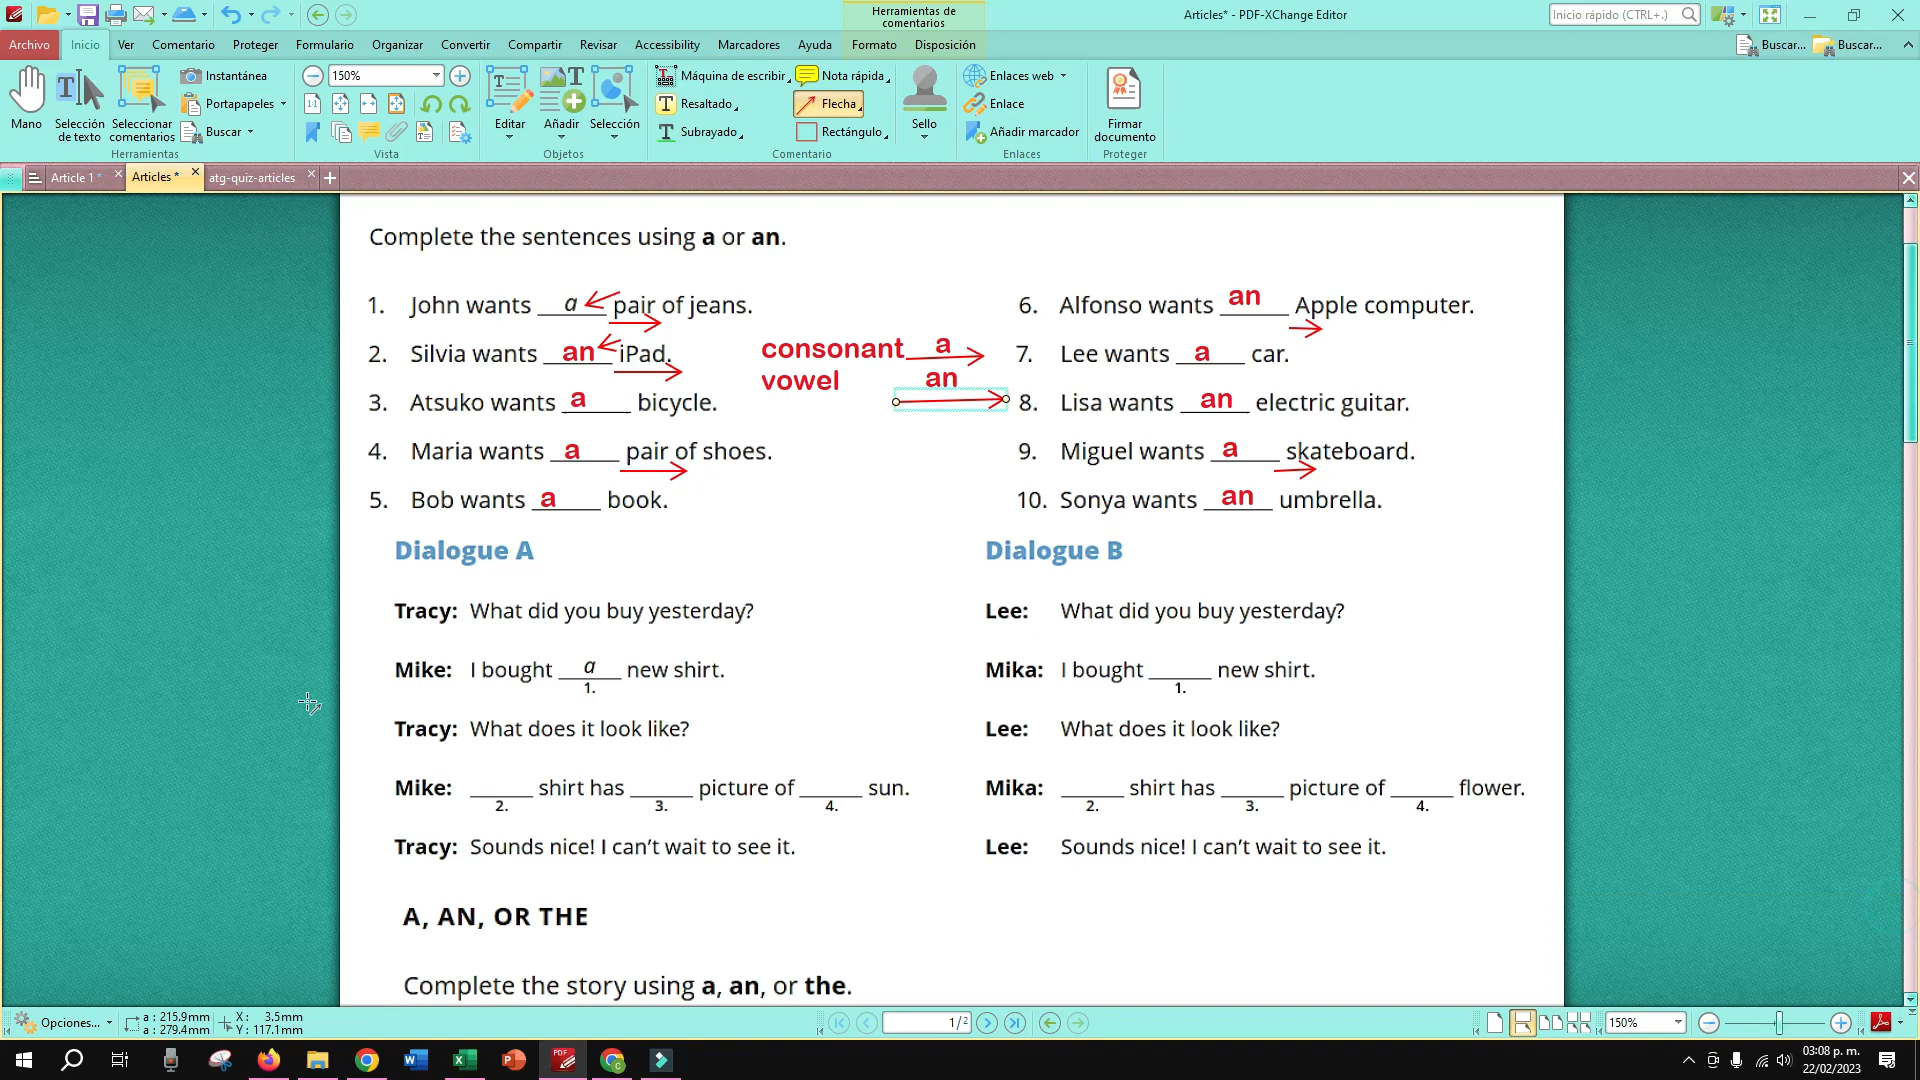 Herramientas de comentarios
Articles* - PDF-XChange Editor
Inicio rápido (CTRL+.)
Archivo Inicio Ver Comentario Proteger Formulario Organizar Convertir Compartir Revisar Accessibility Marcadores Ayuda Formato Disposición Buscar... Buscar...
Mano
Selección de texto
Seleccionar comentarios
Instantánea
Portapapeles
Buscar
Herramientas
150%
Vista
Editar
Añadir
Selección
Objetos
Máquina de escribir
Resaltado
Subrayado
Nota rápida
Flecha
Rectángulo
Comentario
Sello
Enlaces web
Enlace
Añadir marcador
Enlaces
Firmar documento
Proteger
Article 1 * Articles * atg-quiz-articles
Complete the sentences using a or an.
1. John wants a pair of jeans.
2. Silvia wants an iPad.
3. Atsuko wants a bicycle.
4. Maria wants a pair of shoes.
5. Bob wants a book.
consonant a
vowel an
6. Alfonso wants an Apple computer.
7. Lee wants a car.
8. Lisa wants an electric guitar.
9. Miguel wants a skateboard.
10. Sonya wants an umbrella.
Dialogue A
Tracy: What did you buy yesterday?
Mike: I bought a new shirt.
1.
Tracy: What does it look like?
Mike: ______ shirt has ______ picture of ______ sun.
2. 3. 4.
Tracy: Sounds nice! I can't wait to see it.
Dialogue B
Lee: What did you buy yesterday?
Mika: I bought ______ new shirt.
1.
Lee: What does it look like?
Mika: ______ shirt has ______ picture of ______ flower.
2. 3. 4.
Lee: Sounds nice! I can't wait to see it.
A, AN, OR THE
Complete the story using a, an, or the.
Opciones...
a : 215.9mm
a : 279.4mm
X : 3.5mm
Y : 117.1mm
1/2
150%
03:08 p. m.
22/02/2023